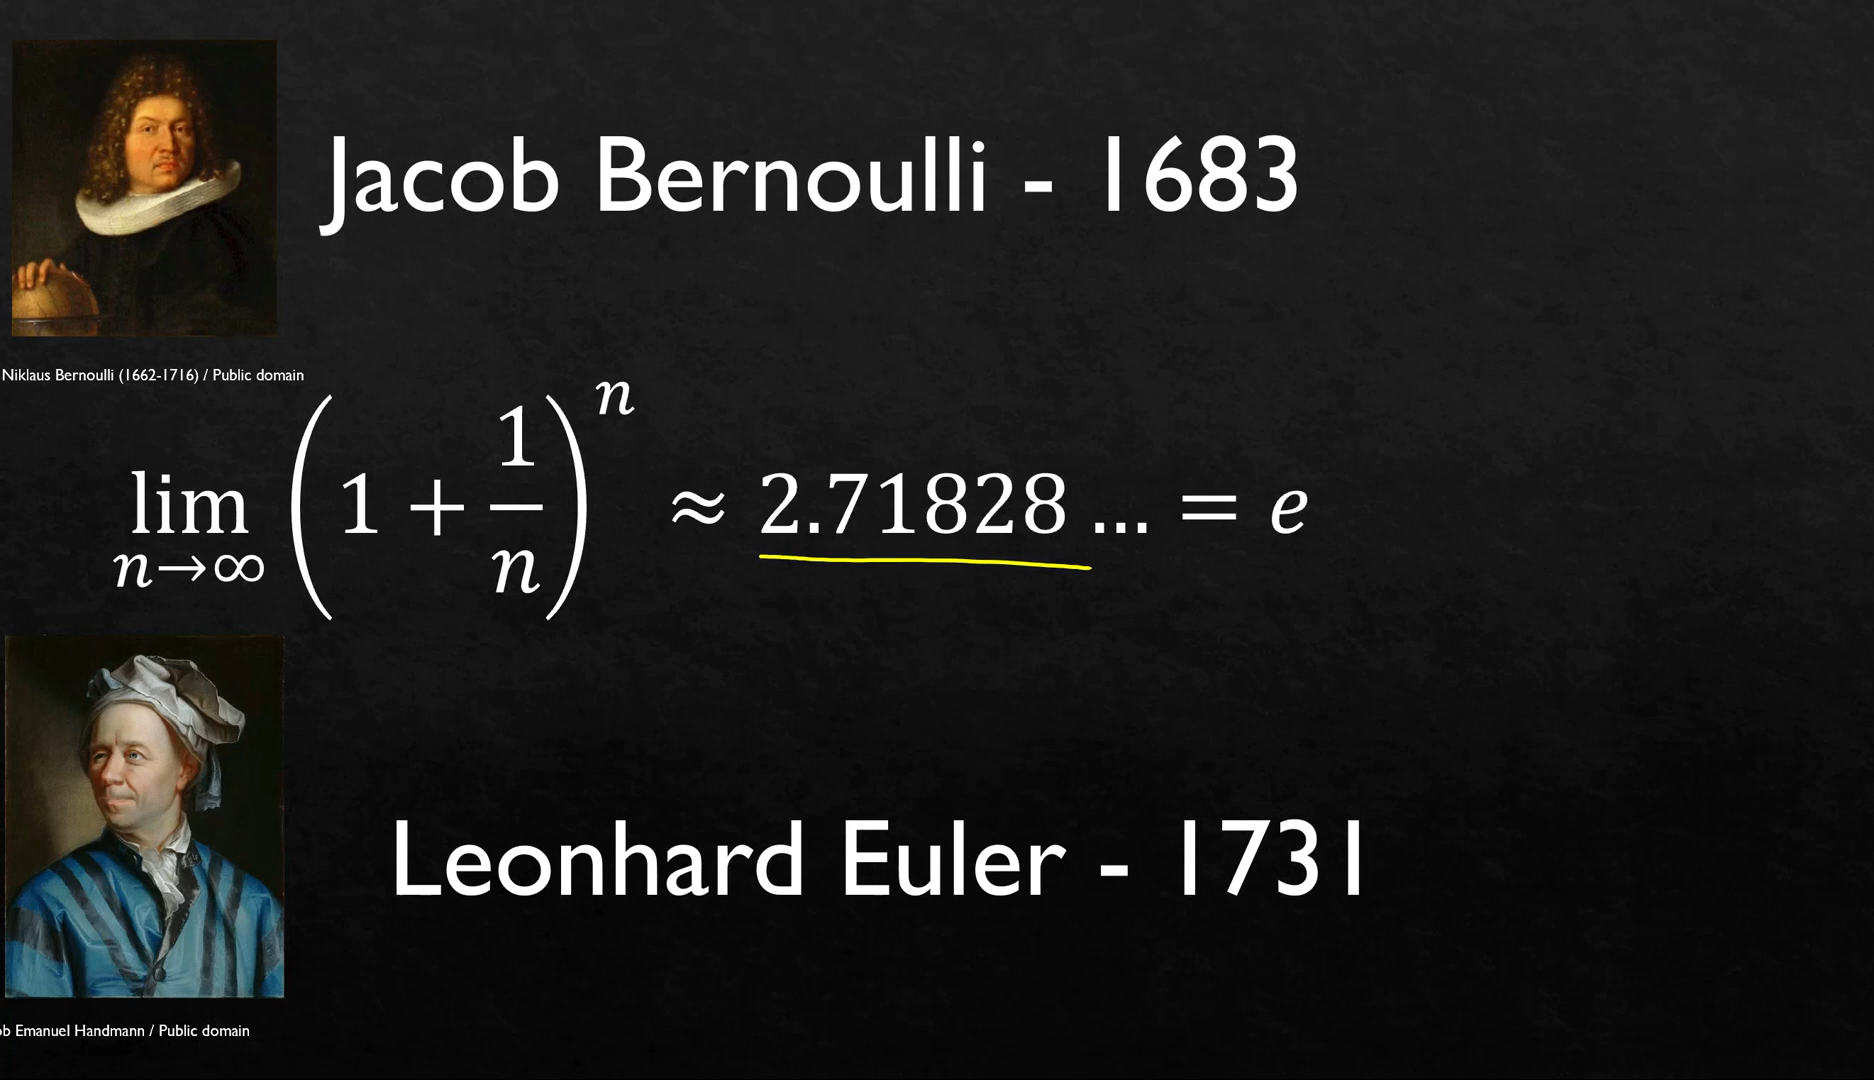 Jacob Bernoulli - 1683
Niklaus Bernoulli (1662-1716) / Public domain
lim n→∞ (1 + 1/n)^n ≈ 2.71828 ... = e
Leonhard Euler - 1731
Emanuel Handmann / Public domain